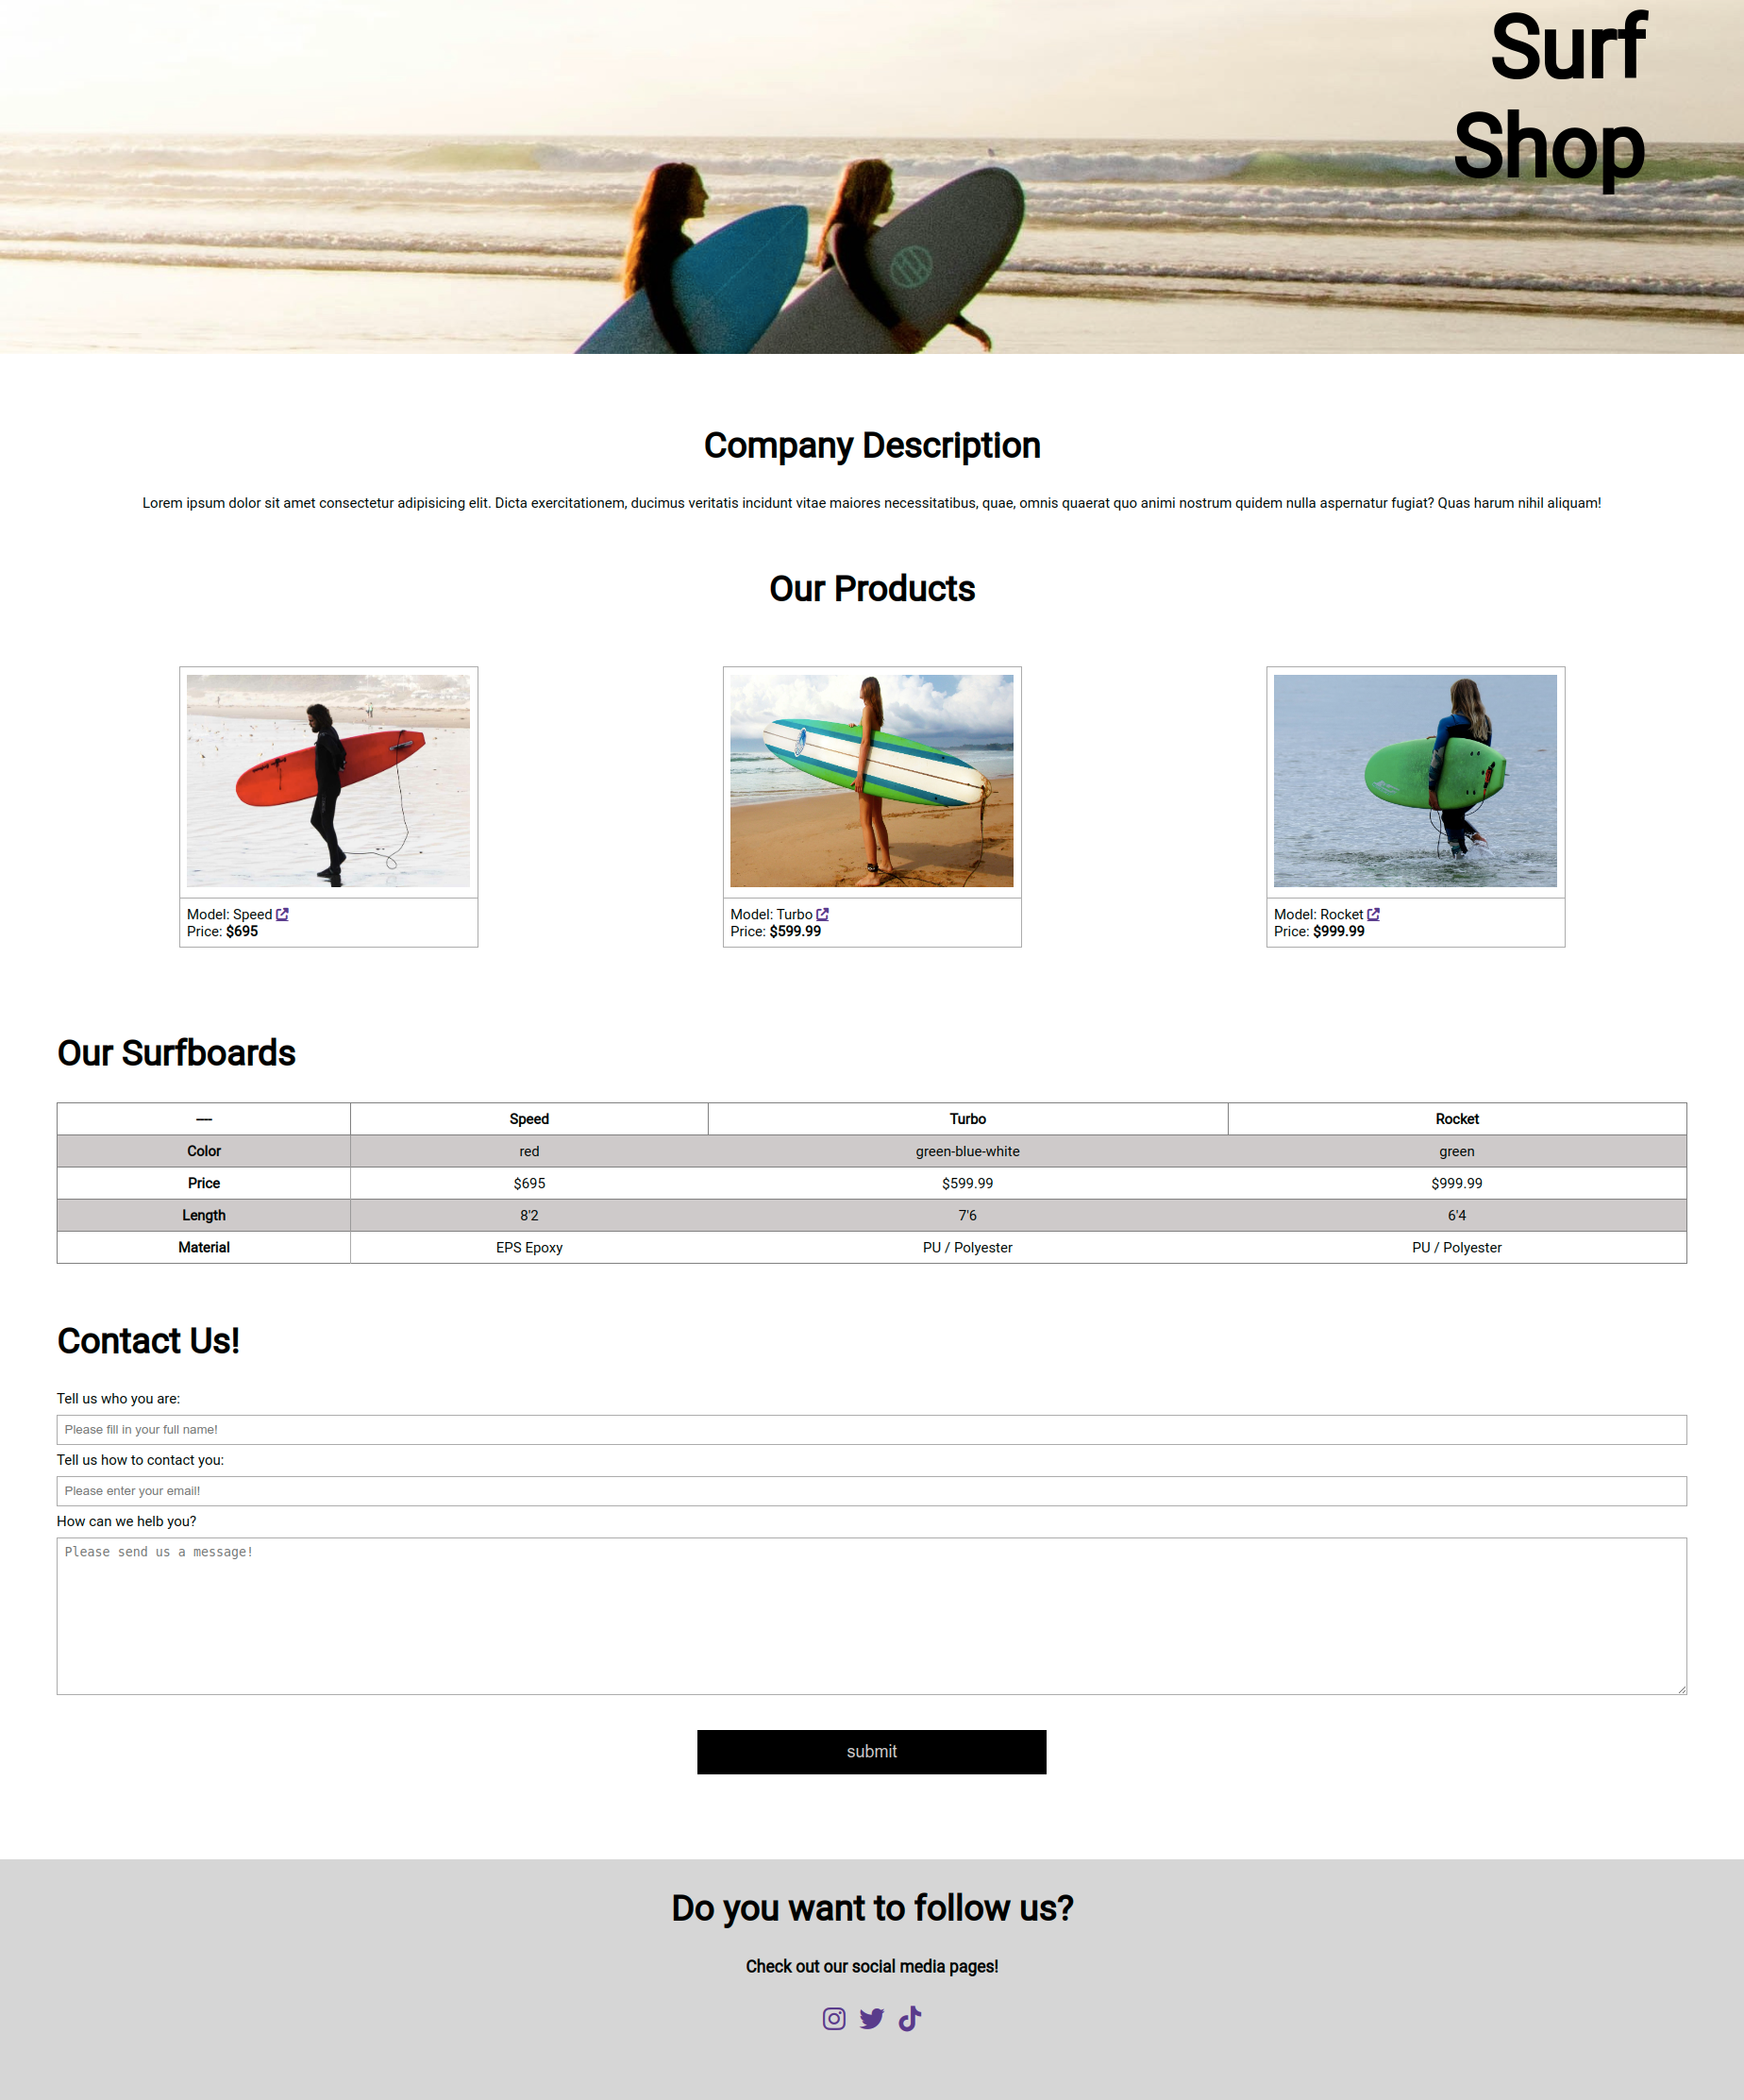 Surf
Shop
Company Description
Lorem ipsum dolor sit amet consectetur adipisicing elit. Dicta exercitationem, ducimus veritatis incidunt vitae maiores necessitatibus, quae, omnis quaerat quo animi nostrum quidem nulla aspernatur fugiat? Quas harum nihil aliquam!
Our Products
Model: Speed
Price: $695
Model: Turbo
Price: $599.99
Model: Rocket
Price: $999.99
Our Surfboards
--- Speed Turbo Rocket
Color red green-blue-white green
Price $695 $599.99 $999.99
Length 8'2 7'6 6'4
Material EPS Epoxy PU / Polyester PU / Polyester
Contact Us!
Tell us who you are:
Please fill in your full name!
Tell us how to contact you:
Please enter your email!
How can we helb you?
Please send us a message!
submit
Do you want to follow us?
Check out our social media pages!